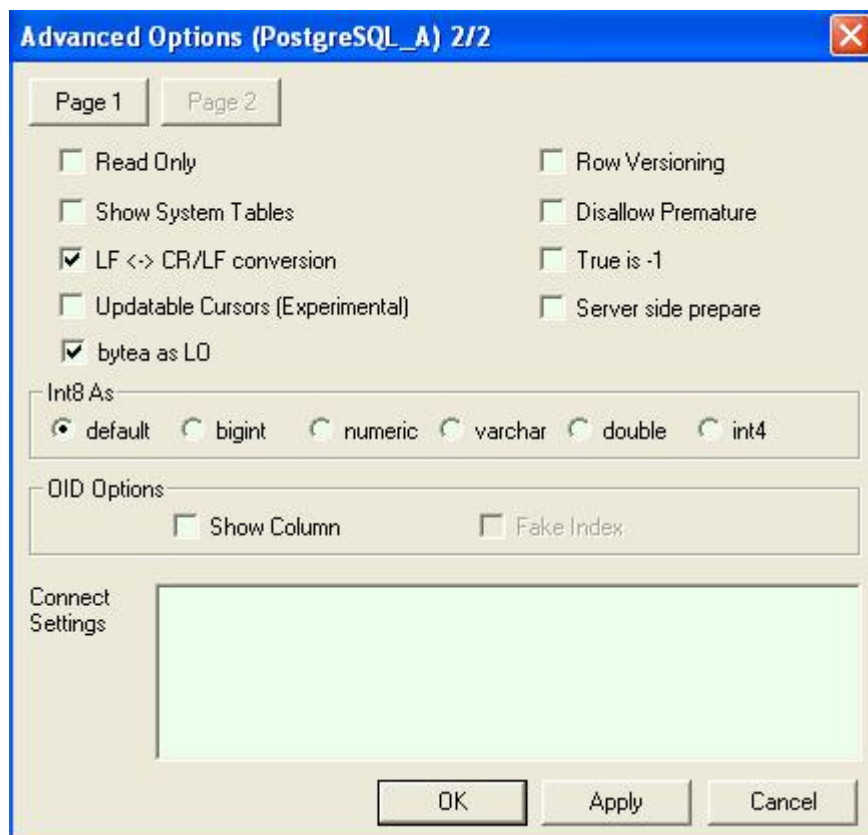 Advanced Options (PostgreSQL_A) 2/2
Page 1 Page 2
Read Only Row Versioning
Show System Tables Disallow Premature
LF <-> CR/LF conversion True is -1
Updatable Cursors (Experimental) Server side prepare
bytea as LO
Int8 As
default bigint numeric varchar double int4
OID Options
Show Column Fake Index
Connect
Settings
OK Apply Cancel